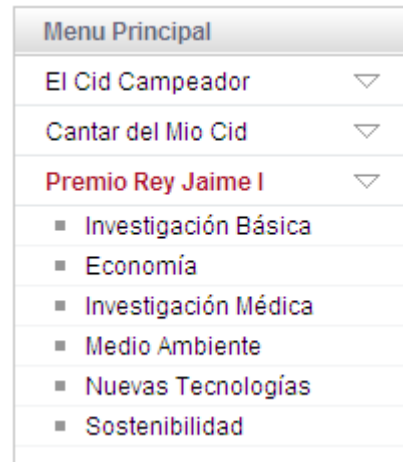 Menu Principal
El Cid Campeador
Cantar del Mio Cid
Premio Rey Jaime I
Investigación Básica
Economía
Investigación Médica
Medio Ambiente
Nuevas Tecnologías
Sostenibilidad